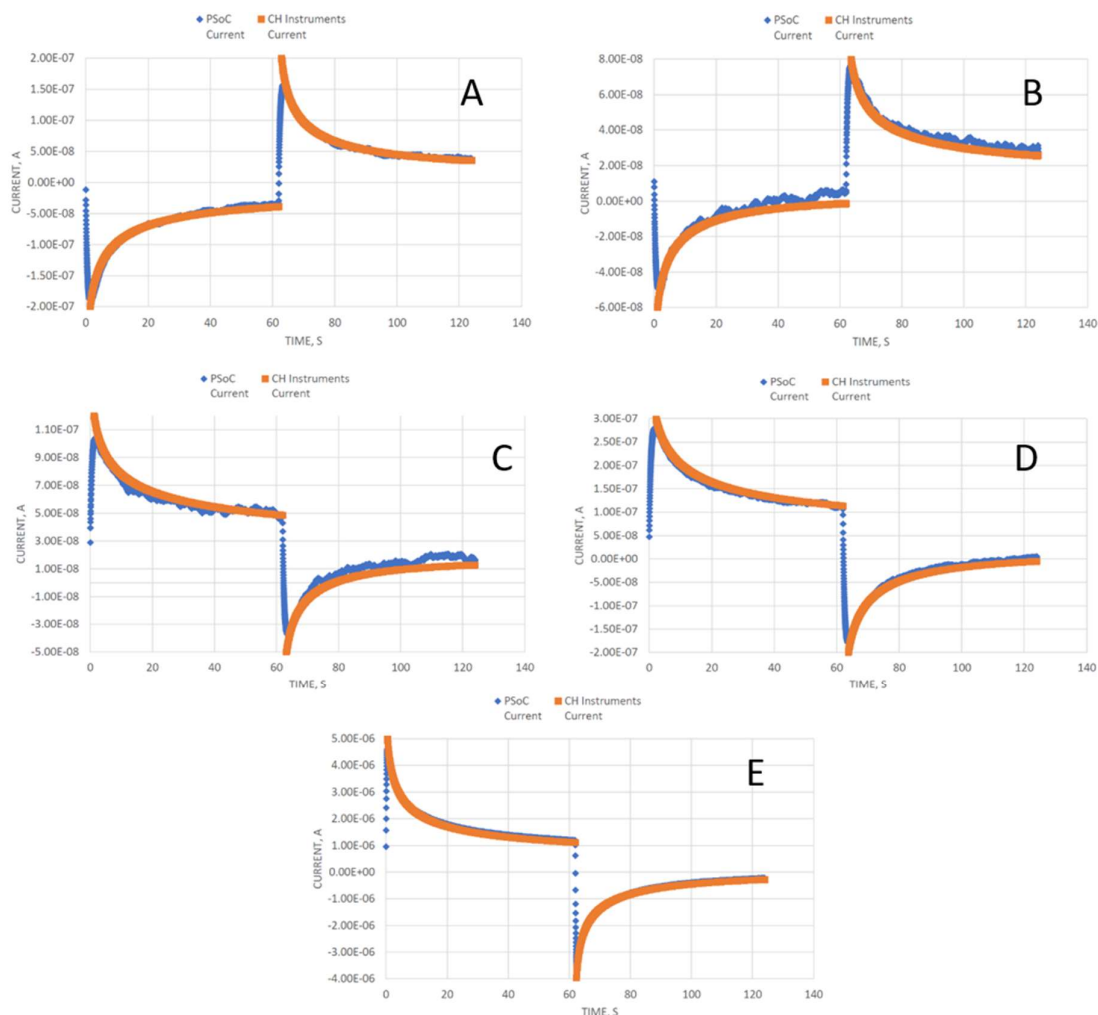 PSoC Current
CH Instruments Current
A
CURRENT, A
2.00E-07
1.50E-07
1.00E-07
5.00E-08
0.00E+00
-5.00E-08
-1.00E-07
-1.50E-07
-2.00E-07
0 20 40 60 80 100 120 140
TIME, S
PSoC Current
CH Instruments Current
B
CURRENT, A
8.00E-08
6.00E-08
4.00E-08
2.00E-08
0.00E+00
-2.00E-08
-4.00E-08
-6.00E-08
0 20 40 60 80 100 120 140
TIME, S
PSoC Current
CH Instruments Current
C
CURRENT, A
1.10E-07
9.00E-08
7.00E-08
5.00E-08
3.00E-08
1.00E-08
-1.00E-08
-3.00E-08
-5.00E-08
0 20 40 60 80 100 120 140
TIME, S
PSoC Current
CH Instruments Current
D
CURRENT, A
3.00E-07
2.50E-07
2.00E-07
1.50E-07
1.00E-07
5.00E-08
0.00E+00
-5.00E-08
-1.00E-07
-1.50E-07
-2.00E-07
0 20 40 60 80 100 120 140
TIME, S
PSoC Current
CH Instruments Current
E
CURRENT, A
5.00E-06
4.00E-06
3.00E-06
2.00E-06
1.00E-06
0.00E+00
-1.00E-06
-2.00E-06
-3.00E-06
-4.00E-06
0 20 40 60 80 100 120 140
TIME, S